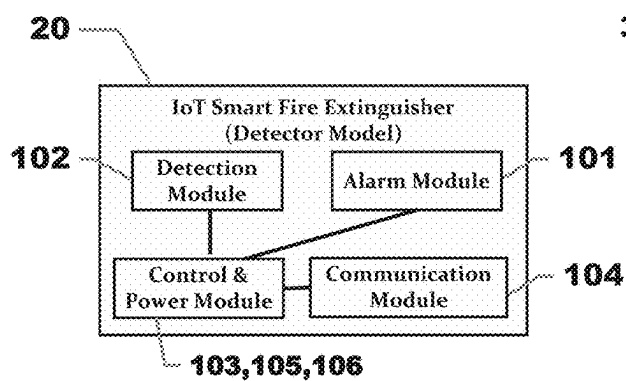 20
IoT Smart Fire Extinguisher
(Detector Model)
102
Detection
Module
Alarm Module
101
Control &
Power Module
Communication
Module
104
103,105,106